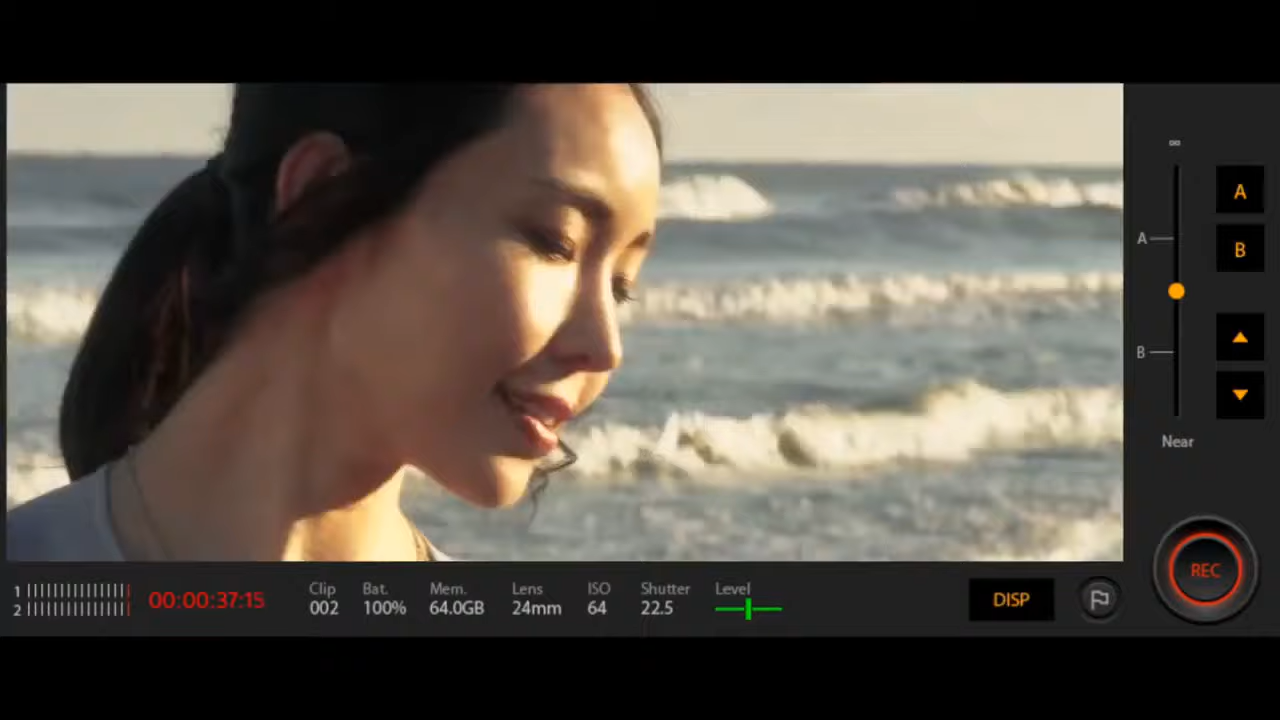 ∞
A
A
B
B
Near
REC
1
2
00:00:37:15
Clip Bat. Mem. Lens ISO Shutter Level
002 100% 64.0GB 24mm 64 22.5
DISP